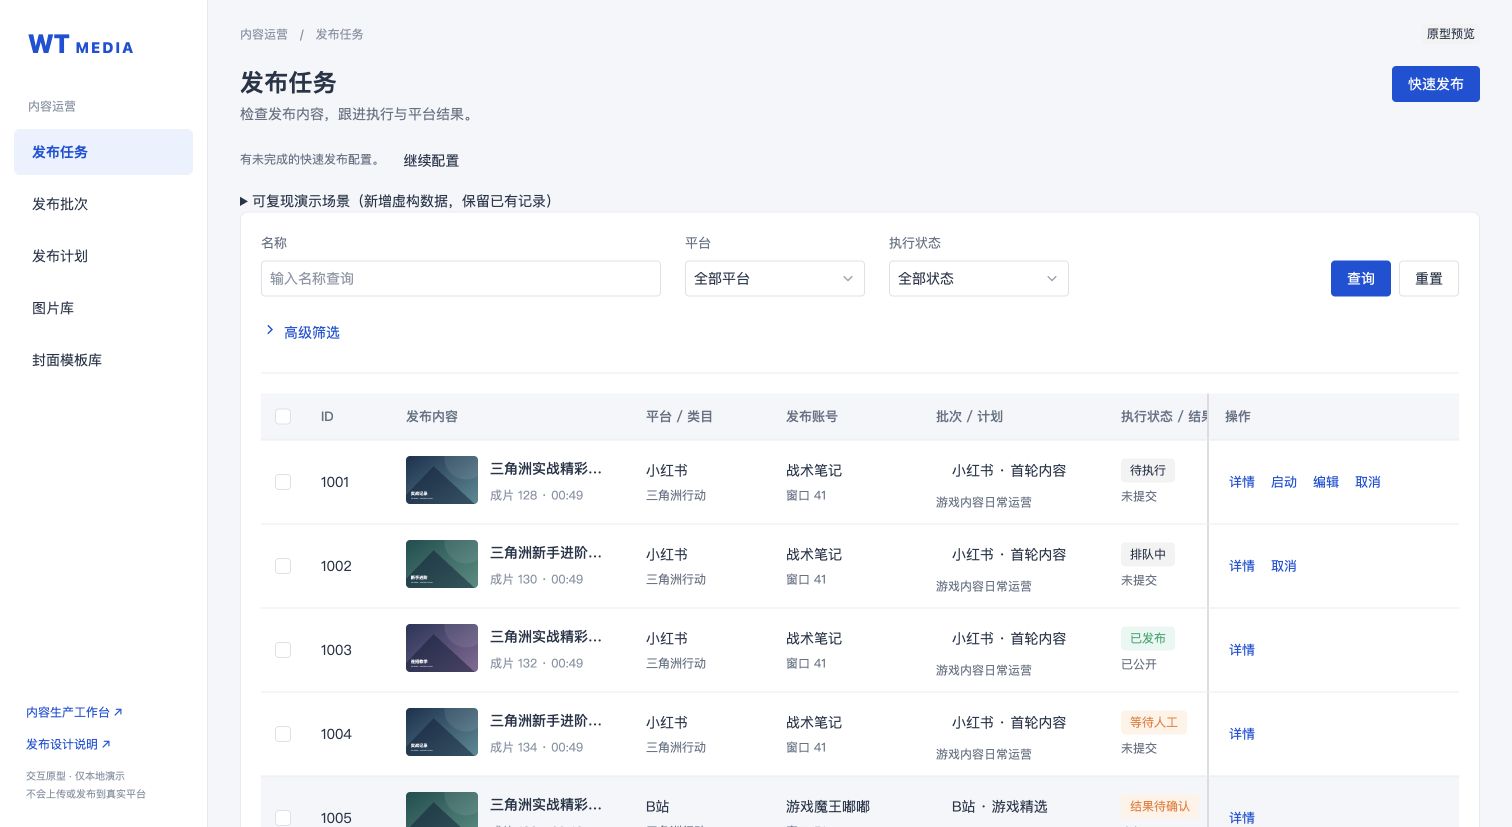 WT MEDIA
内容运营
发布任务
发布批次
发布计划
图片库
封面模板库
内容生产工作台 ↗
发布设计说明 ↗
交互原型 · 仅本地演示
不会上传或发布到真实平台
内容运营 / 发布任务
原型预览
发布任务
快速发布
检查发布内容，跟进执行与平台结果。
有未完成的快速发布配置。 继续配置
▶ 可复现演示场景（新增虚构数据，保留已有记录）
名称 平台 执行状态
输入名称查询 全部平台 全部状态 查询 重置
高级筛选
ID 发布内容 平台 / 类目 发布账号 批次 / 计划 执行状态 / 结果 操作
1001 三角洲实战精彩... 小红书 战术笔记 小红书 · 首轮内容 待执行 详情 启动 编辑 取消
成片 128 · 00:49 三角洲行动 窗口 41 游戏内容日常运营 未提交
1002 三角洲新手进阶... 小红书 战术笔记 小红书 · 首轮内容 排队中 详情 取消
成片 130 · 00:49 三角洲行动 窗口 41 游戏内容日常运营 未提交
1003 三角洲实战精彩... 小红书 战术笔记 小红书 · 首轮内容 已发布 详情
成片 132 · 00:49 三角洲行动 窗口 41 游戏内容日常运营 已公开
1004 三角洲新手进阶... 小红书 战术笔记 小红书 · 首轮内容 等待人工 详情
成片 134 · 00:49 三角洲行动 窗口 41 游戏内容日常运营 未提交
1005 三角洲实战精彩... B站 游戏魔王嘟嘟 B站 · 游戏精选 结果待确认 详情